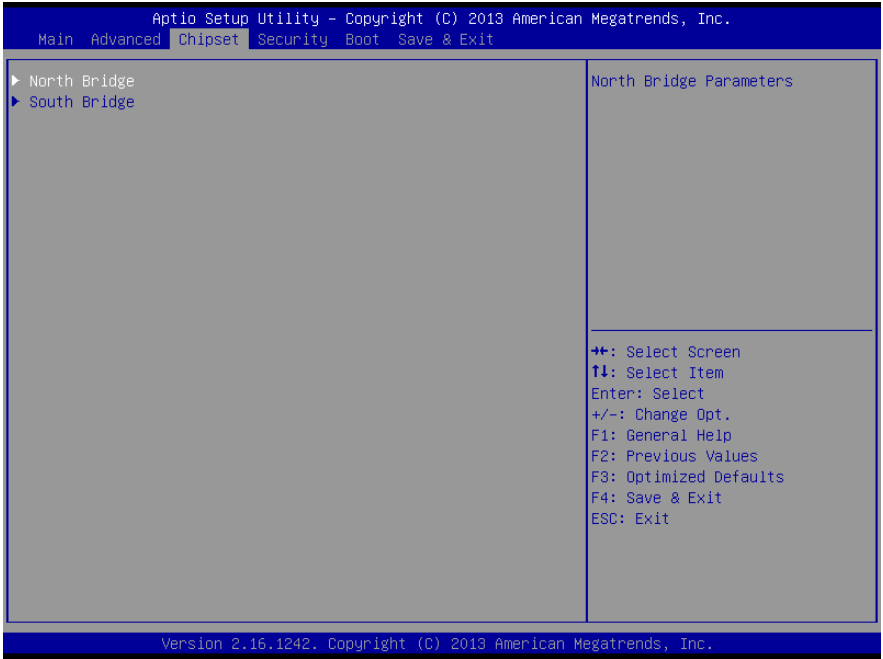 Aptio Setup Utility – Copyright (C) 2013 American Megatrends, Inc.
Main Advanced Chipset Security Boot Save & Exit
▶ North Bridge
▶ South Bridge
North Bridge Parameters
→←: Select Screen
↑↓: Select Item
Enter: Select
+/-: Change Opt.
F1: General Help
F2: Previous Values
F3: Optimized Defaults
F4: Save & Exit
ESC: Exit
Version 2.16.1242. Copyright (C) 2013 American Megatrends, Inc.